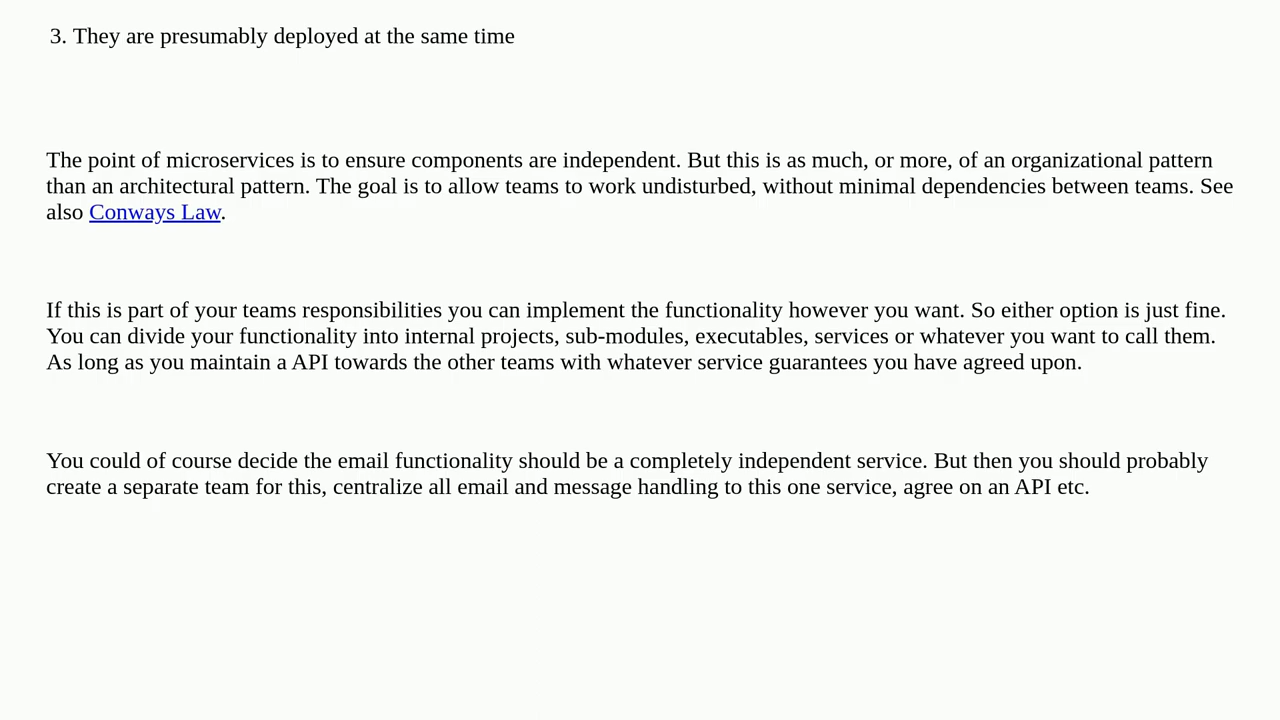 3. They are presumably deployed at the same time
The point of microservices is to ensure components are independent. But this is as much, or more, of an organizational pattern
than an architectural pattern. The goal is to allow teams to work undisturbed, without minimal dependencies between teams. See
also Conways Law.
If this is part of your teams responsibilities you can implement the functionality however you want. So either option is just fine.
You can divide your functionality into internal projects, sub-modules, executables, services or whatever you want to call them.
As long as you maintain a API towards the other teams with whatever service guarantees you have agreed upon.
You could of course decide the email functionality should be a completely independent service. But then you should probably
create a separate team for this, centralize all email and message handling to this one service, agree on an API etc.